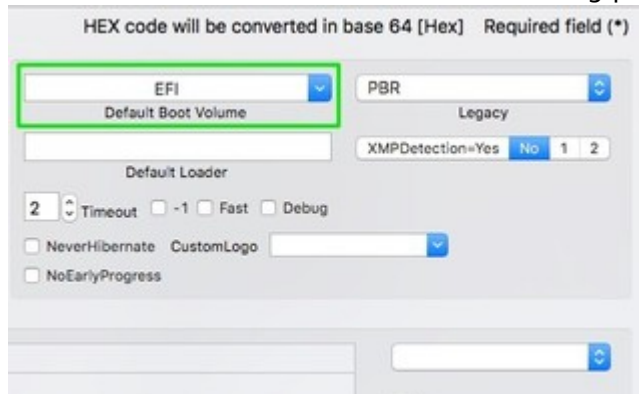 HEX code will be converted in base 64 [Hex] Required field (*)
EFI
Default Boot Volume
PBR
Legacy
Default Loader
XMPDetection=Yes No 1 2
2 Timeout -1 Fast Debug
NeverHibernate CustomLogo
NoEarlyProgress